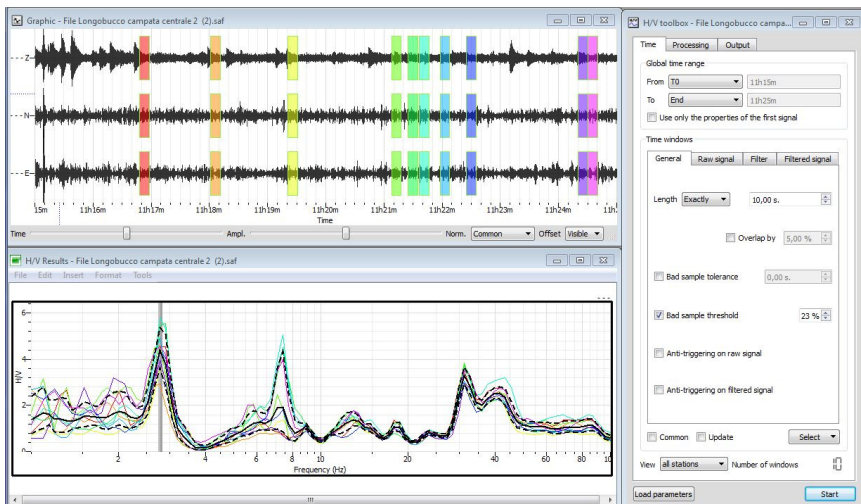 Graphic - File Longobucco campata centrale 2 (2).saf
Z
N
E
15m 11h16m 11h17m 11h18m 11h19m 11h20m 11h21m 11h22m 11h23m 11h24m 11h
Time
Time Ampl. Norm. Common Offset Visible
H/V Results - File Longobucco campata centrale 2 (2).saf
File Edit Insert Format Tools
6
4
2
0
H/V
2 4 6 8 10 20 40 60 80 10
Frequency (Hz)
H/V toolbox - File Longobucco campa...
Time Processing Output
Global time range
From T0 11h15m
To End 11h25m
Use only the properties of the first signal
Time windows
General Raw signal Filter Filtered signal
Length Exactly 10,00 s.
Overlap by 5,00 %
Bad sample tolerance 0,00 s.
Bad sample threshold 23 %
Anti-triggering on raw signal
Anti-triggering on filtered signal
Common Update Select
View all stations Number of windows 10
Load parameters Start